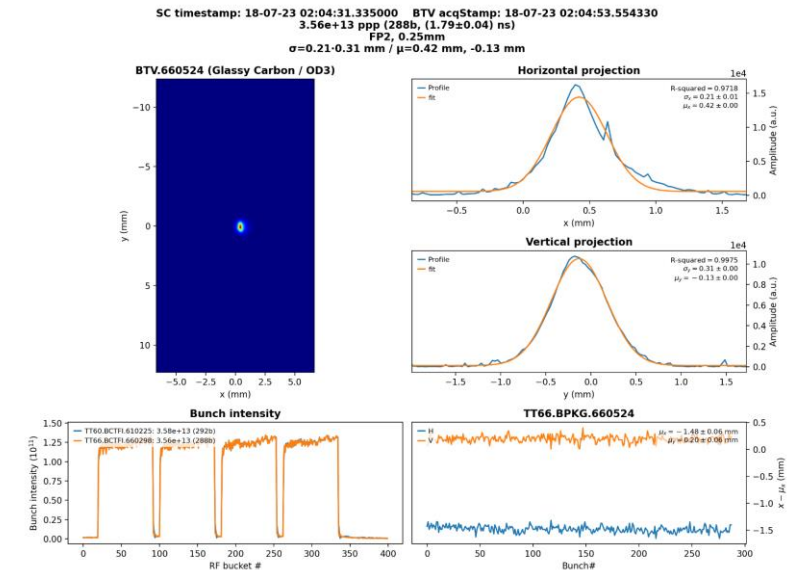 SC timestamp: 18-07-23 02:04:31.335000   BTV acqStamp: 18-07-23 02:04:53.554330
3.56e+13 ppp (288b, (1.79±0.04) ns)
FP2, 0.25mm
σ=0.21·0.31 mm / μ=0.42 mm, -0.13 mm
BTV.660524 (Glassy Carbon / OD3)
−10
−5
0
5
10
y (mm)
−5.0 −2.5 0.0 2.5 5.0
x (mm)
Horizontal projection
1e4
Profile
fit
R-squared = 0.9718
= 0.21 ± 0.01
= 0.42 ± 0.00
1.5
1.0
0.5
0.0
Amplitude (a.u.)
−0.5 0.0 0.5 1.0 1.5
x (mm)
Vertical projection
1e4
Profile
fit
R-squared = 0.9975
σy = 0.31 ± 0.00
μy = −0.13 ± 0.00
1.0
0.8
0.6
0.4
0.2
0.0
Amplitude (a.u.)
−1.5 −1.0 −0.5 0.0 0.5 1.0 1.5
y (mm)
Bunch intensity
TT60.BCTFI.610225: 3.58e+13 (292b)
TT66.BCTFI.660298: 3.56e+13 (288b)
1.50
1.25
1.00
0.75
0.50
0.25
0.00
Bunch intensity (10¹¹)
0 50 100 150 200 250 300 350 400
RF bucket #
TT66.BPKG.660524
H
V
μx = −1.48 ± 0.06 mm
0.20 ± 0.06 mm
0.5
0.0
−0.5
−1.0
−1.5
x − μx (mm)
0 50 100 150 200 250 300
Bunch#